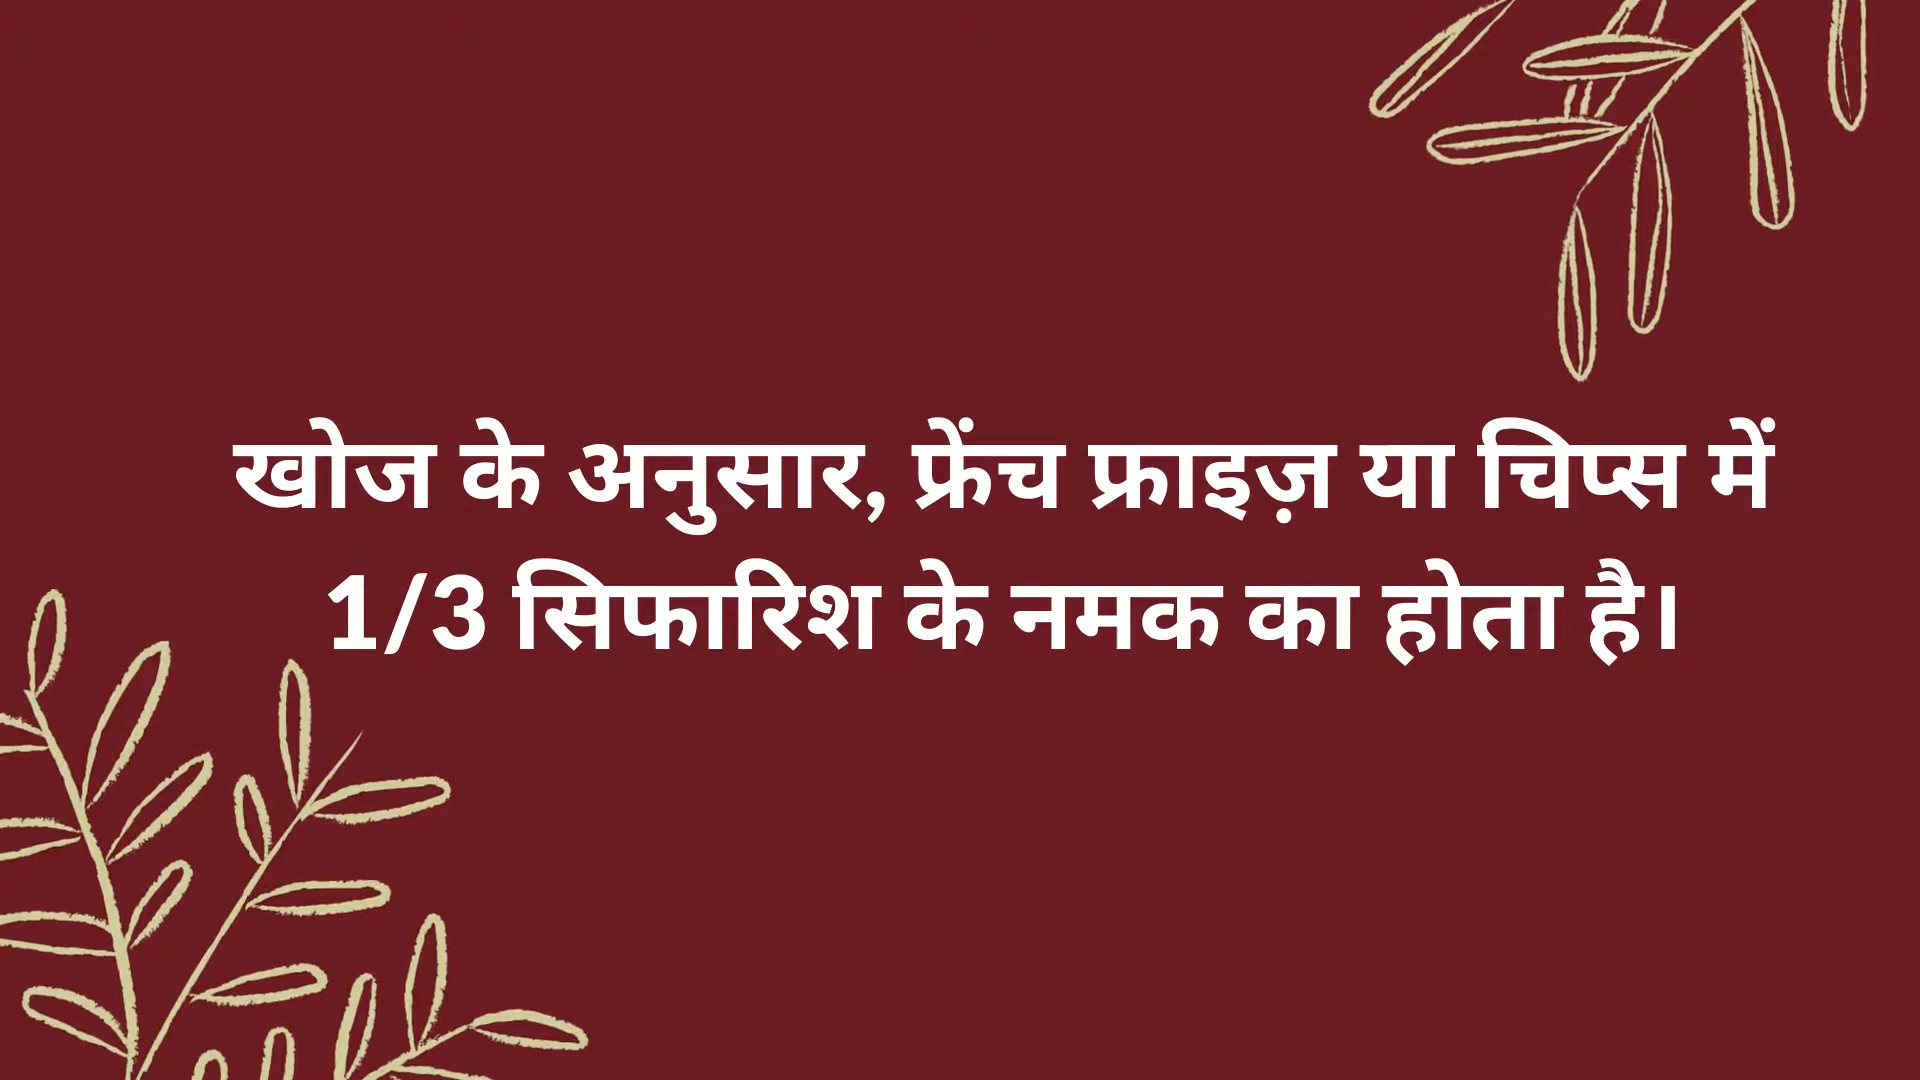 खोज के अनुसार, फ्रेंच फ्राइज़ या चिप्स में
1/3 सिफारिश के नमक का होता है।